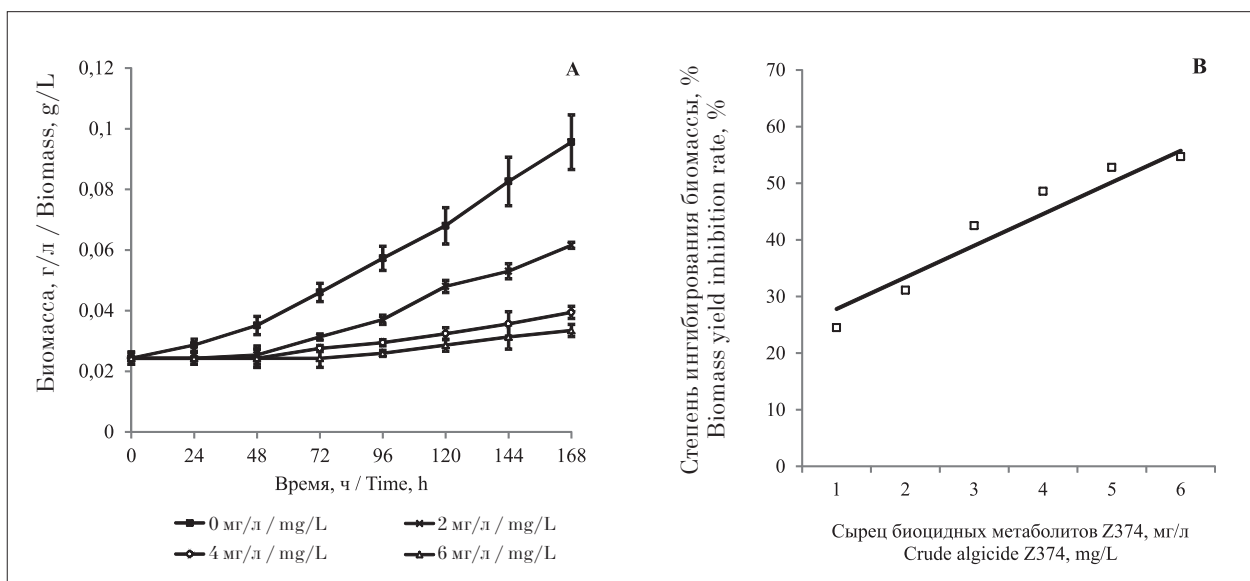 A
Биомасса, г/л / Biomass, g/L
0,12
0,1
0,08
0,06
0,04
0,02
0
0 24 48 72 96 120 144 168
Время, ч / Time, h
0 мг/л / mg/L
2 мг/л / mg/L
4 мг/л / mg/L
6 мг/л / mg/L
B
Степень ингибирования биомассы, %
Biomass yield inhibition rate, %
70
60
50
40
30
20
10
0
1 2 3 4 5 6
Сырец биоцидных метаболитов Z374, мг/л
Crude algicide Z374, mg/L